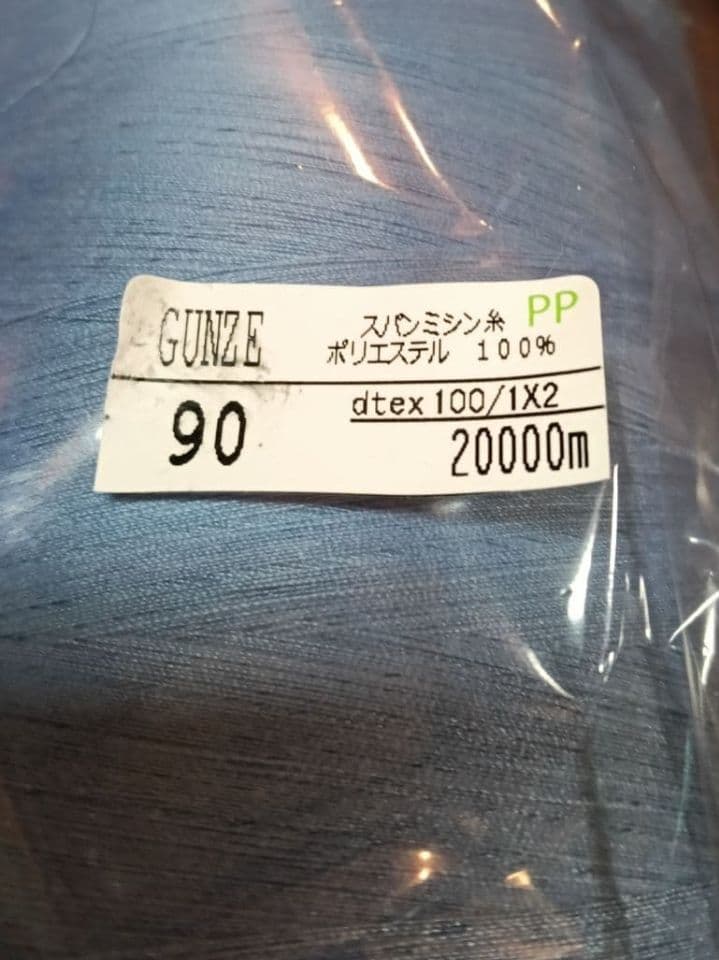 GUNZE
スパンミシン糸 PP
ポリエステル 100%
90
dtex 100/1X2
20000m